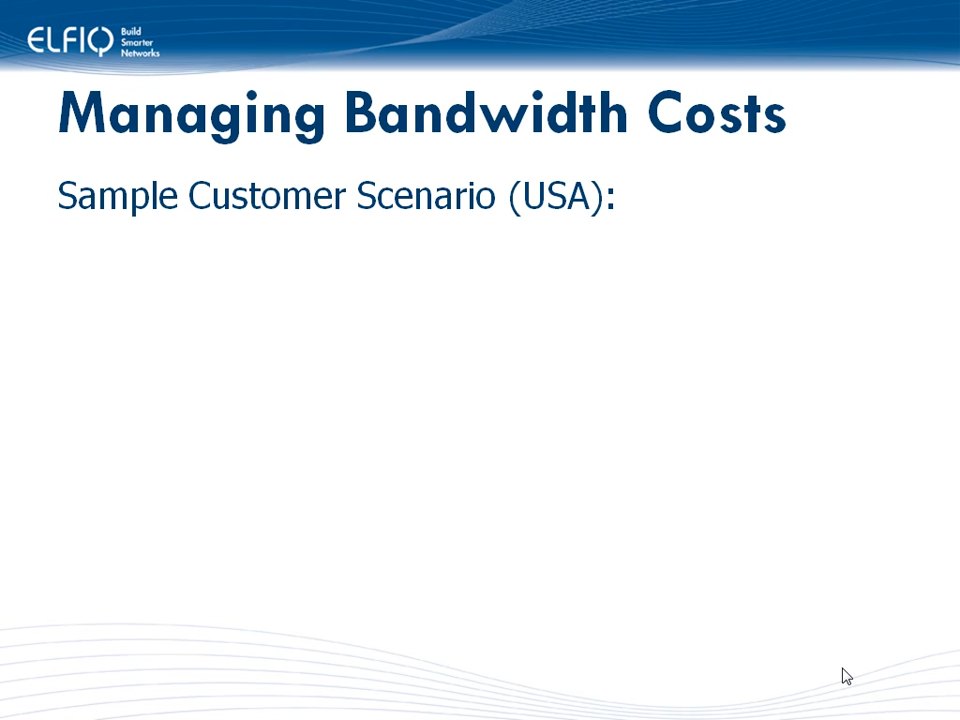 ELFIQ
Build
Smarter
Networks
Managing Bandwidth Costs
Sample Customer Scenario (USA):